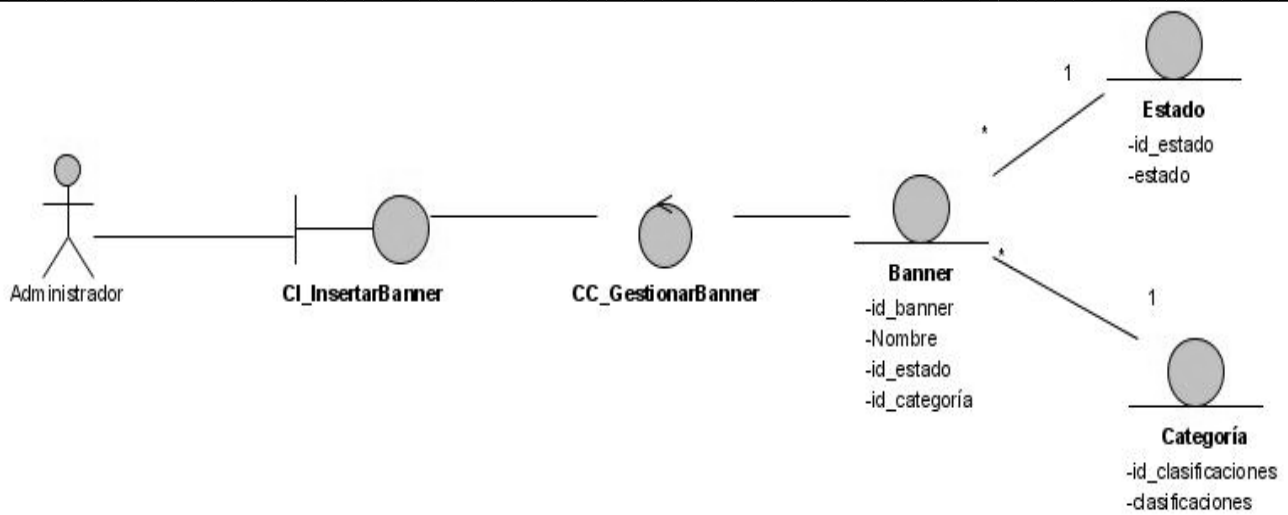 1
Estado
-id_estado
-estado
*
Administrador
CI_InsertarBanner
CC_GestionarBanner
Banner
-id_banner
-Nombre
-id_estado
-id_categoría
*
1
Categoría
-id_clasificaciones
-clasificaciones